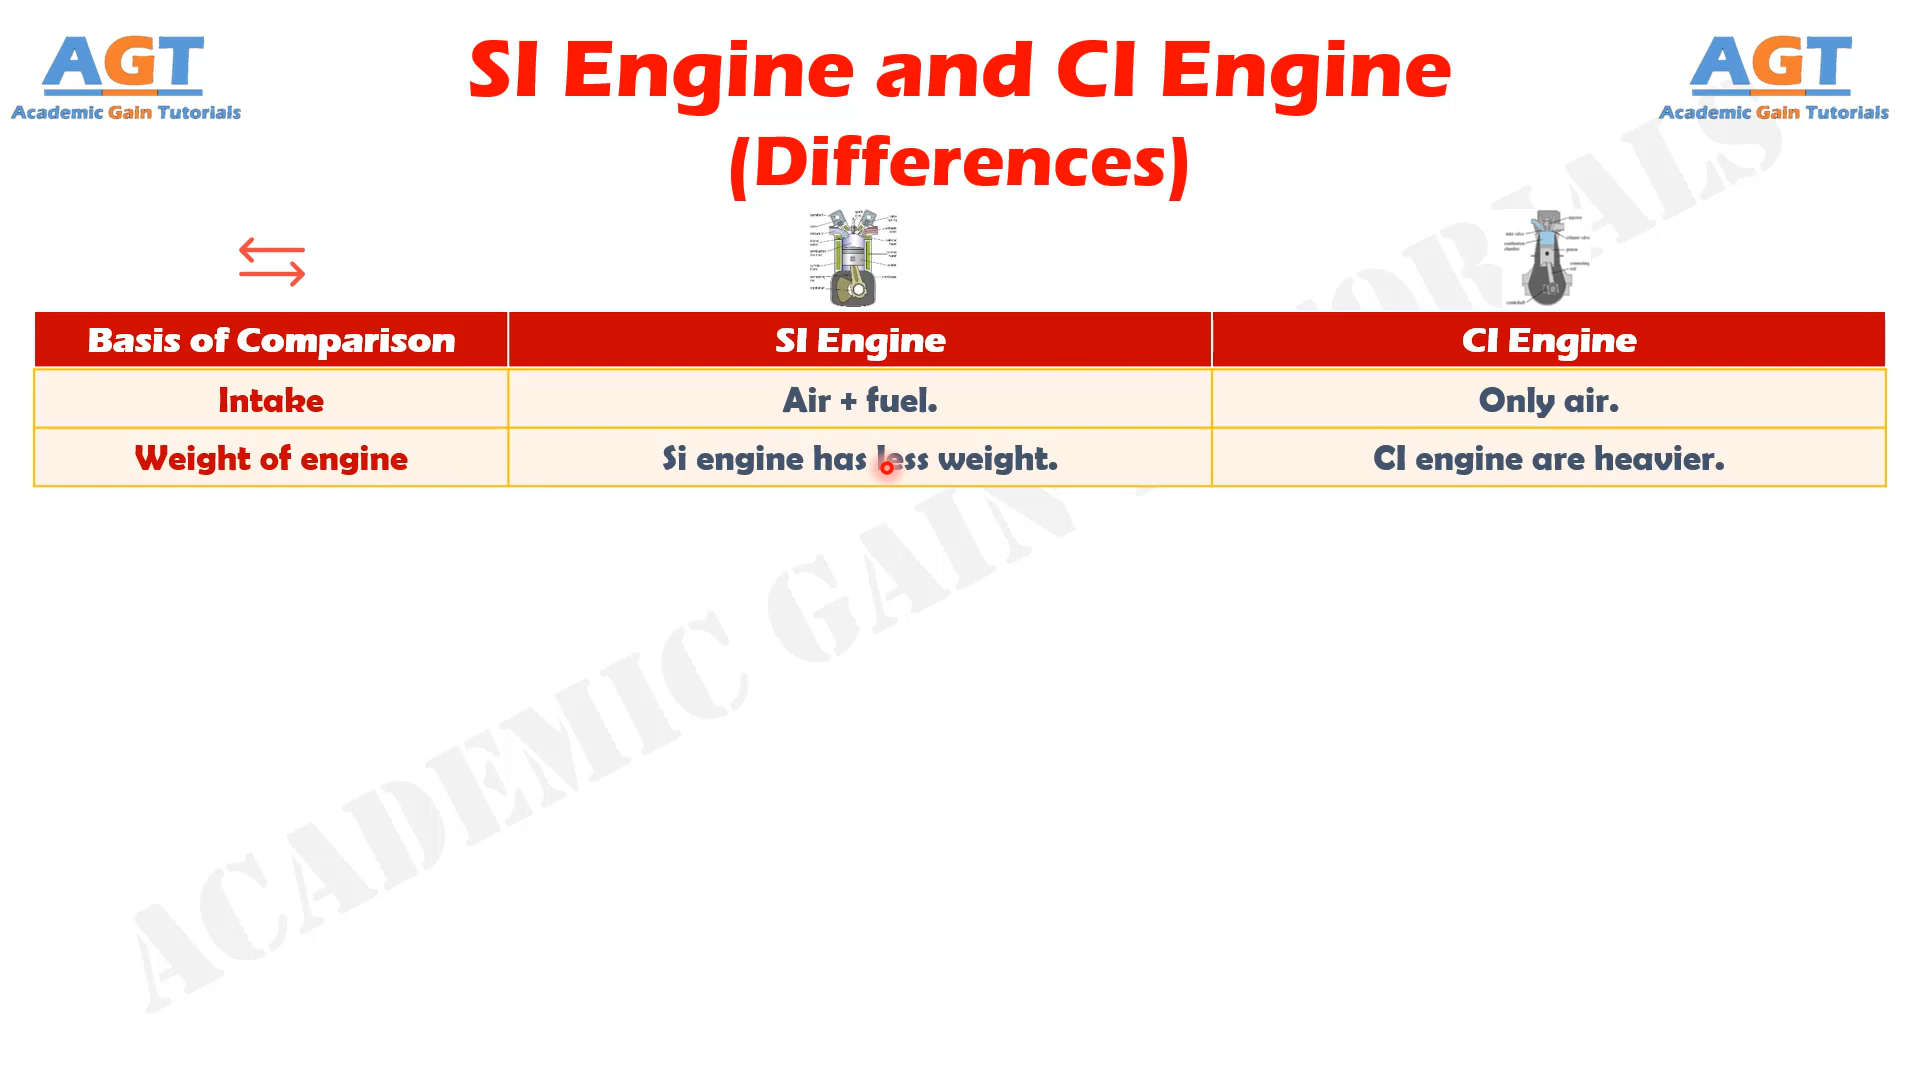 AGT
Academic Gain Tutorials
SI Engine and CI Engine
(Differences)
AGT
Academic Gain Tutorials
Basis of Comparison SI Engine CI Engine
Intake Air + fuel. Only air.
Weight of engine Si engine has less weight. CI engine are heavier.
ACADEMIC GAIN TUTORIALS